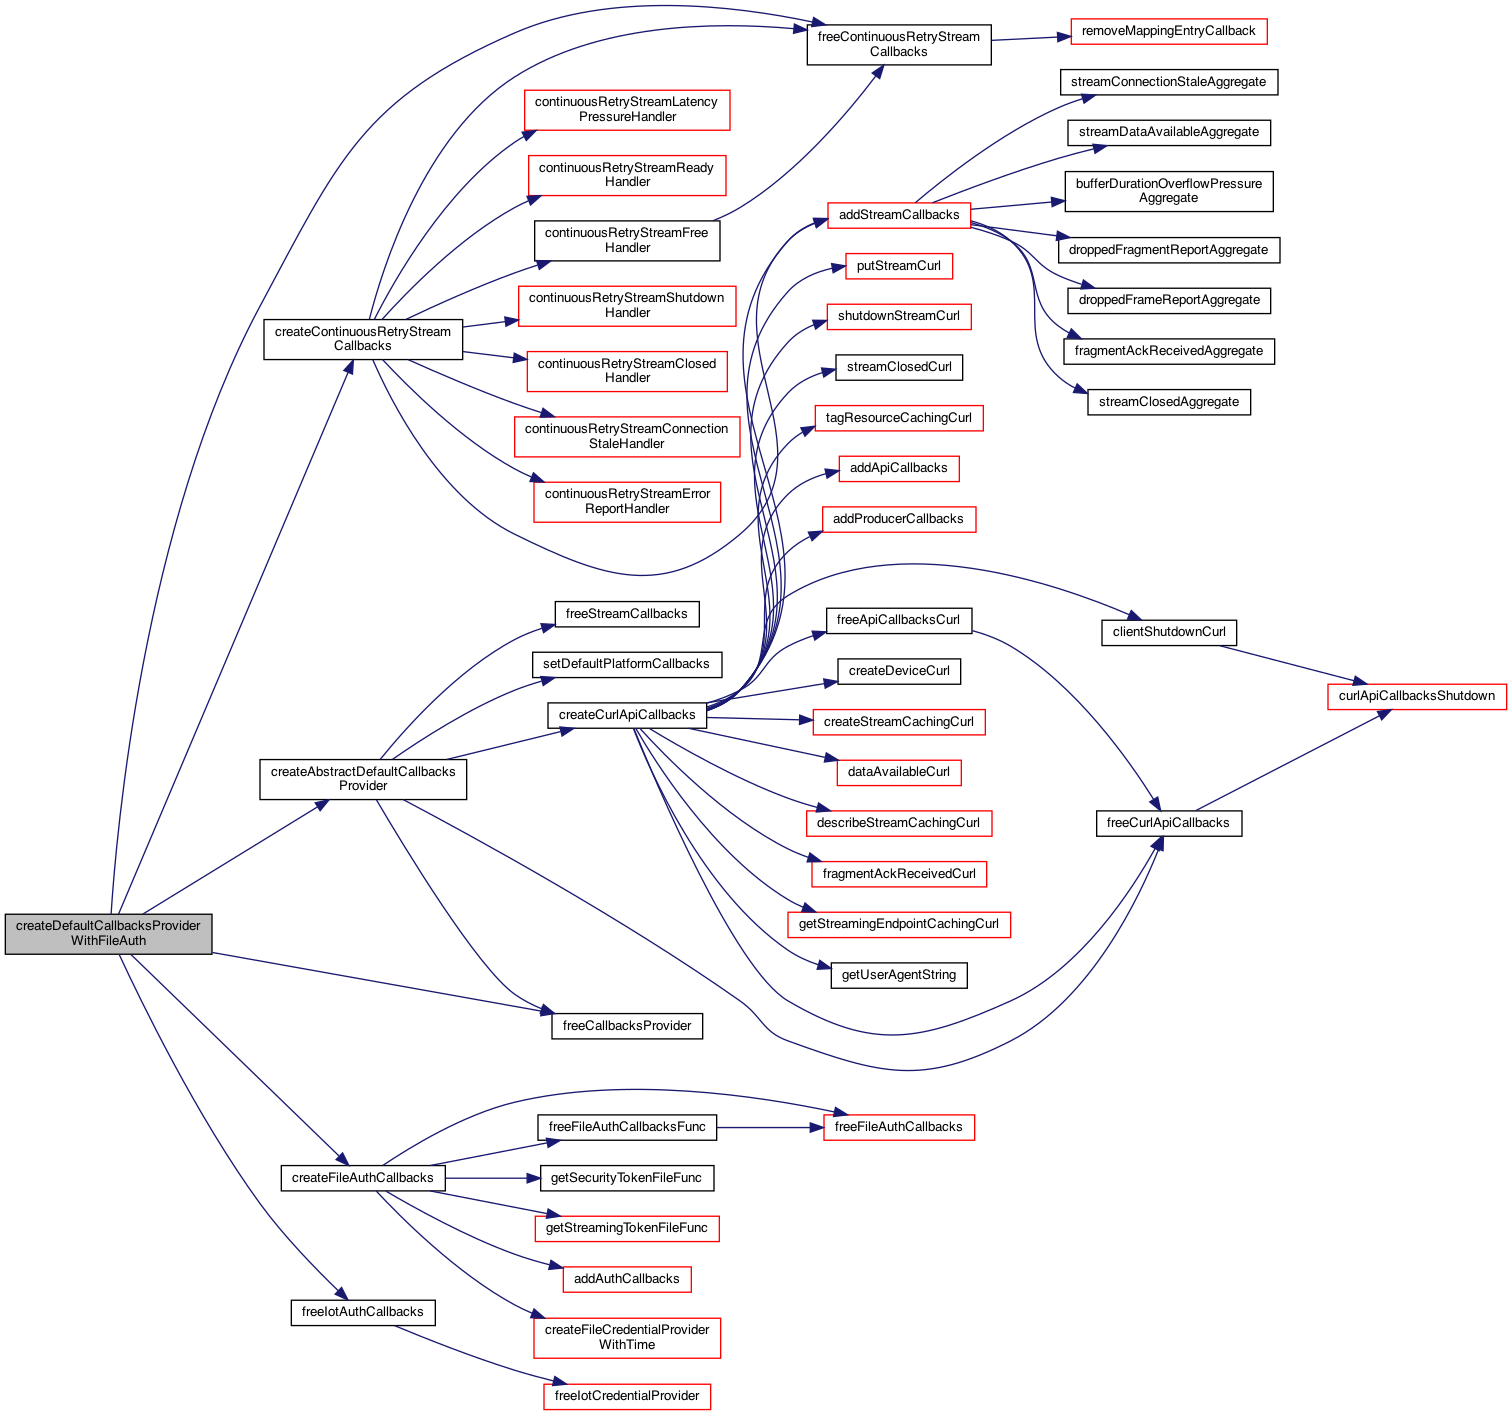 createDefaultCallbacksProvider
WithFileAuth
createContinuousRetryStream
Callbacks
createAbstractDefaultCallbacks
Provider
createFileAuthCallbacks
freeIotAuthCallbacks
continuousRetryStreamLatency
PressureHandler
continuousRetryStreamReady
Handler
continuousRetryStreamFree
Handler
continuousRetryStreamShutdown
Handler
continuousRetryStreamClosed
Handler
continuousRetryStreamConnection
StaleHandler
continuousRetryStreamError
ReportHandler
freeStreamCallbacks
setDefaultPlatformCallbacks
createCurlApiCallbacks
freeCallbacksProvider
freeFileAuthCallbacksFunc
getSecurityTokenFileFunc
getStreamingTokenFileFunc
addAuthCallbacks
createFileCredentialProvider
WithTime
freeIotCredentialProvider
freeContinuousRetryStream
Callbacks
addStreamCallbacks
putStreamCurl
shutdownStreamCurl
streamClosedCurl
tagResourceCachingCurl
addApiCallbacks
addProducerCallbacks
freeApiCallbacksCurl
createDeviceCurl
createStreamCachingCurl
dataAvailableCurl
describeStreamCachingCurl
fragmentAckReceivedCurl
getStreamingEndpointCachingCurl
getUserAgentString
freeFileAuthCallbacks
removeMappingEntryCallback
streamConnectionStaleAggregate
streamDataAvailableAggregate
bufferDurationOverflowPressure
Aggregate
droppedFragmentReportAggregate
droppedFrameReportAggregate
fragmentAckReceivedAggregate
streamClosedAggregate
clientShutdownCurl
freeCurlApiCallbacks
curlApiCallbacksShutdown